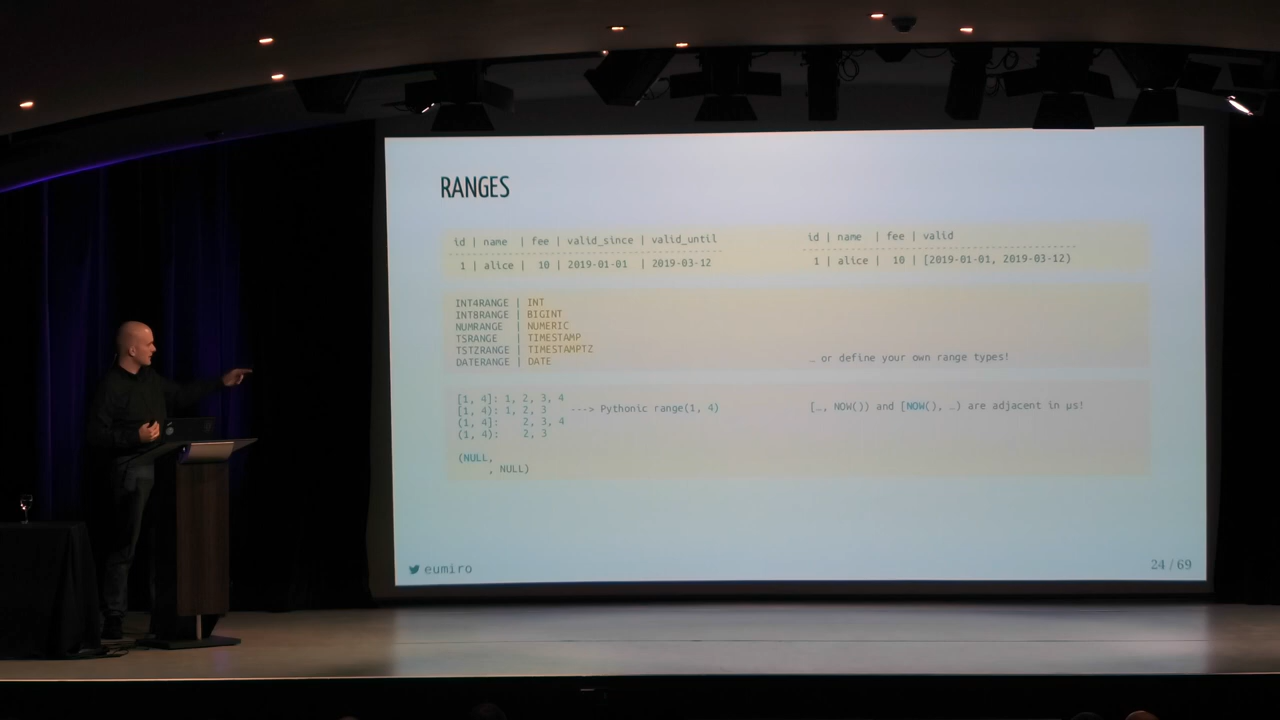 RANGES
id | name  | fee | valid_since | valid_until
---------------------------------------------
 1 | alice |  10 | 2019-01-01  | 2019-03-12
id | name  | fee | valid
---------------------------------------------
 1 | alice |  10 | [2019-01-01, 2019-03-12)
INT4RANGE | INT
INT8RANGE | BIGINT
NUMRANGE  | NUMERIC
TSRANGE   | TIMESTAMP
TSTZRANGE | TIMESTAMPTZ
DATERANGE | DATE
… or define your own range types!
[1, 4]: 1, 2, 3, 4
[1, 4): 1, 2, 3    ---> Pythonic range(1, 4)
(1, 4]:    2, 3, 4
(1, 4):    2, 3
(NULL,
     , NULL)
[…, NOW()) and [NOW(), …) are adjacent in µs!
eumiro
24 / 69